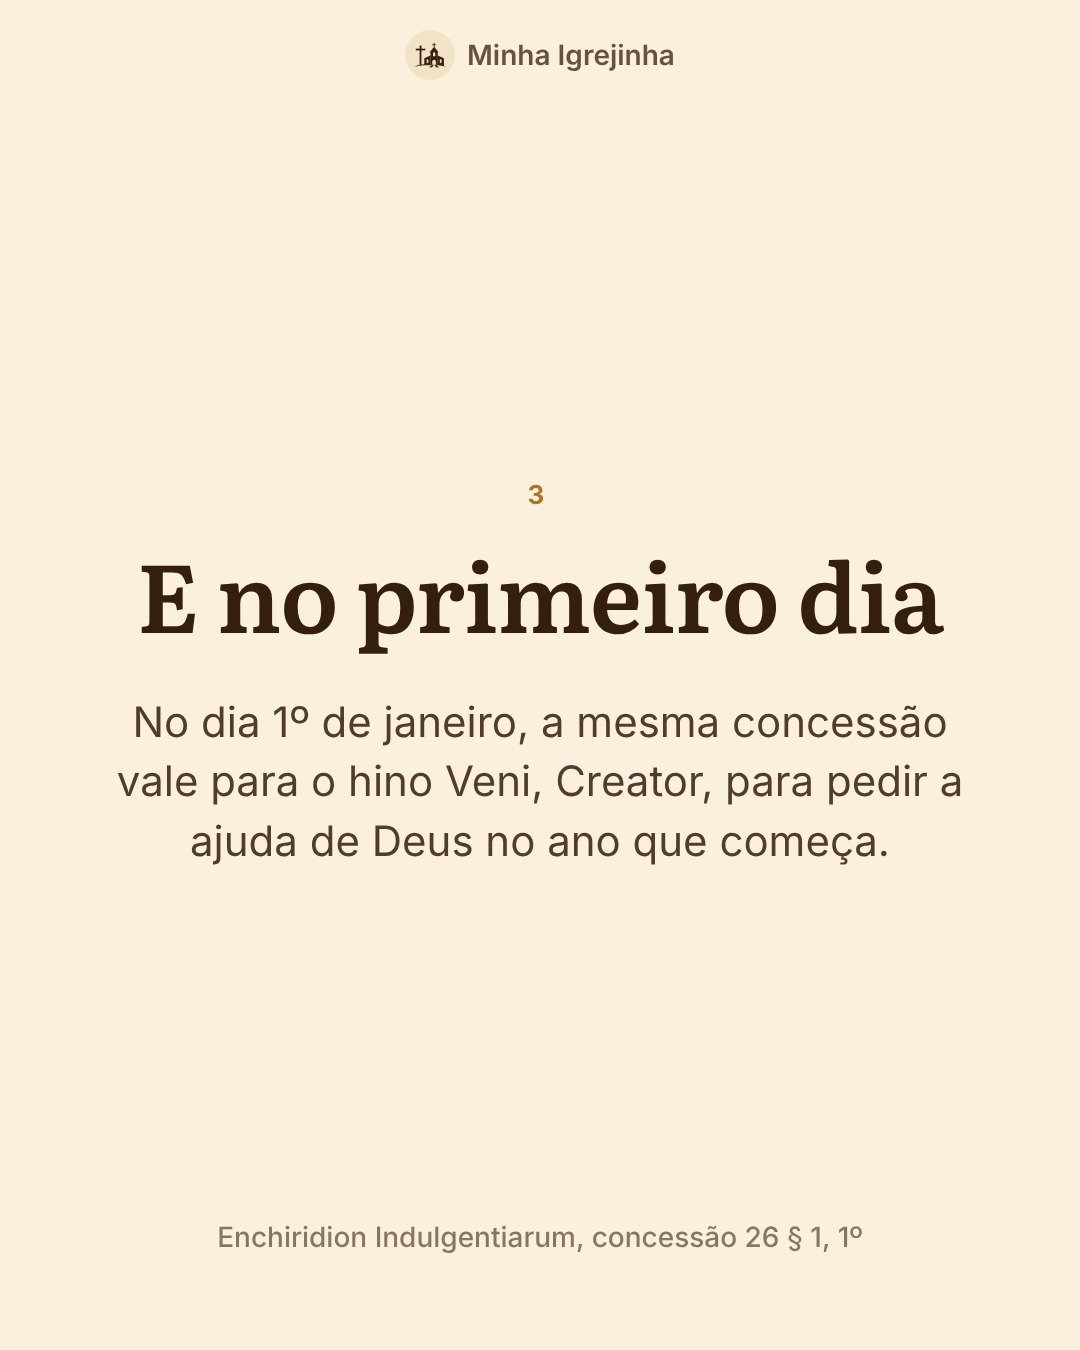 Minha Igrejinha
3
E no primeiro dia
No dia 1º de janeiro, a mesma concessão
vale para o hino Veni, Creator, para pedir a
ajuda de Deus no ano que começa.
Enchiridion Indulgentiarum, concessão 26 § 1, 1º